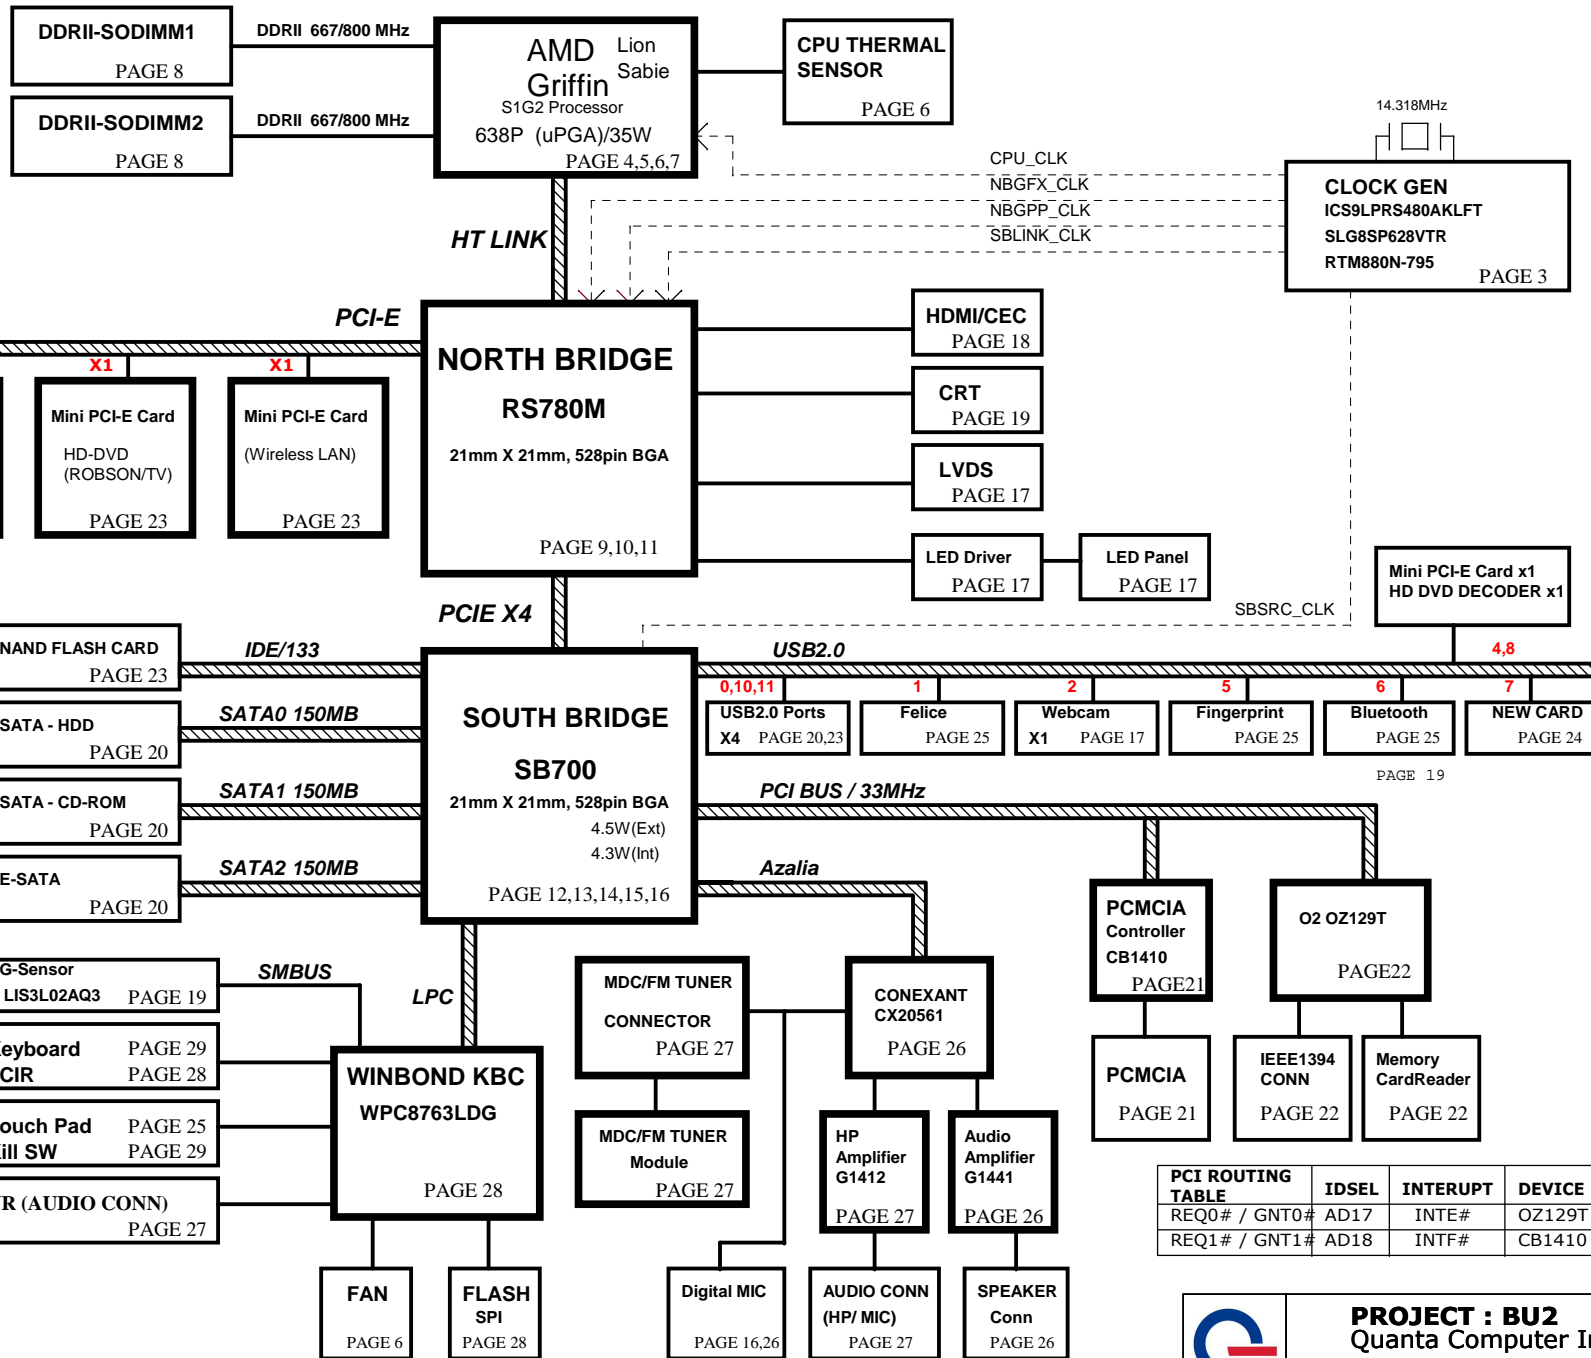 DDRII-SODIMM1
PAGE 8
DDRII 667/800 MHz
DDRII-SODIMM2
PAGE 8
DDRII 667/800 MHz
AMD Lion
Griffin Sabie
S1G2 Processor
638P (uPGA)/35W
PAGE 4,5,6,7
CPU THERMAL
SENSOR
PAGE 6
14.318MHz
CLOCK GEN
ICS9LPRS480AKLFT
SLG8SP628VTR
RTM880N-795
PAGE 3
CPU_CLK
NBGFX_CLK
NBGPP_CLK
SBLINK_CLK
HT LINK
PCI-E
X1
X1
Mini PCI-E Card
HD-DVD
(ROBSON/TV)
PAGE 23
Mini PCI-E Card
(Wireless LAN)
PAGE 23
NORTH BRIDGE
RS780M
21mm X 21mm, 528pin BGA
PAGE 9,10,11
HDMI/CEC
PAGE 18
CRT
PAGE 19
LVDS
PAGE 17
LED Driver
PAGE 17
LED Panel
PAGE 17
Mini PCI-E Card x1
HD DVD DECODER x1
SBSRC_CLK
PCIE X4
NAND FLASH CARD
PAGE 23
IDE/133
SATA - HDD
PAGE 20
SATA0 150MB
SATA - CD-ROM
PAGE 20
SATA1 150MB
E-SATA
PAGE 20
SATA2 150MB
SOUTH BRIDGE
SB700
21mm X 21mm, 528pin BGA
4.5W(Ext)
4.3W(Int)
PAGE 12,13,14,15,16
USB2.0
4,8
0,10,11
1
2
5
6
7
USB2.0 Ports
X4 PAGE 20,23
Felice
PAGE 25
Webcam
X1 PAGE 17
Fingerprint
PAGE 25
Bluetooth
PAGE 25
NEW CARD
PAGE 24
PAGE 19
PCI BUS / 33MHz
Azalia
PCMCIA
Controller
CB1410
PAGE21
O2 OZ129T
PAGE22
PCMCIA
PAGE 21
IEEE1394
CONN
PAGE 22
Memory
CardReader
PAGE 22
G-Sensor
LIS3L02AQ3 PAGE 19
SMBUS
LPC
eyboard PAGE 29
CIR PAGE 28
ouch Pad PAGE 25
ill SW PAGE 29
R (AUDIO CONN)
PAGE 27
WINBOND KBC
WPC8763LDG
PAGE 28
FAN
PAGE 6
FLASH
SPI
PAGE 28
MDC/FM TUNER
CONNECTOR
PAGE 27
MDC/FM TUNER
Module
PAGE 27
CONEXANT
CX20561
PAGE 26
HP
Amplifier
G1412
PAGE 27
Audio
Amplifier
G1441
PAGE 26
Digital MIC
PAGE 16,26
AUDIO CONN
(HP/ MIC)
PAGE 27
SPEAKER
Conn
PAGE 26
PCI ROUTING TABLE IDSEL INTERUPT DEVICE
REQ0# / GNT0# AD17 INTE# OZ129T
REQ1# / GNT1# AD18 INTF# CB1410
PROJECT : BU2
Quanta Computer In